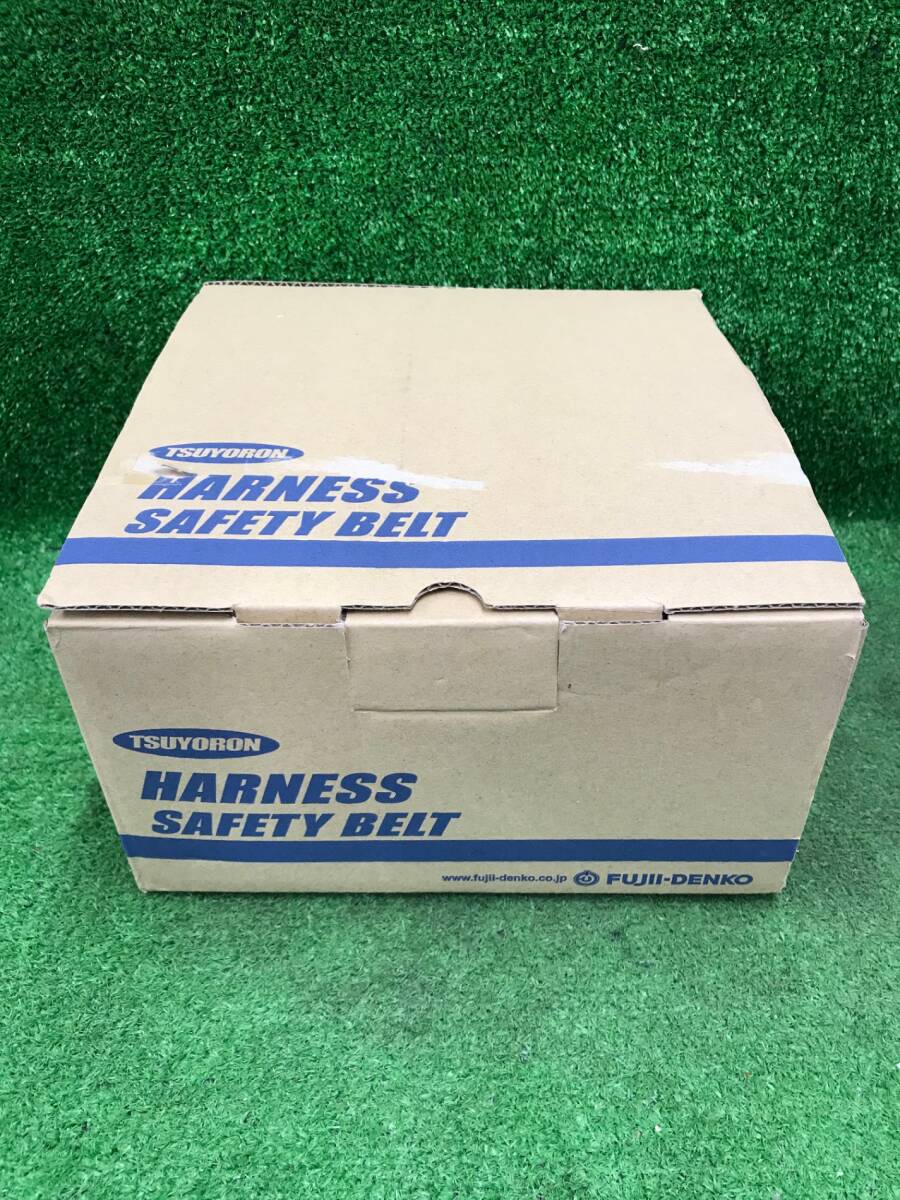 TSUYORON
HARNESS
SAFETY BELT
TSUYORON
HARNESS
SAFETY BELT
www.fujii-denko.co.jp FUJII-DENKO